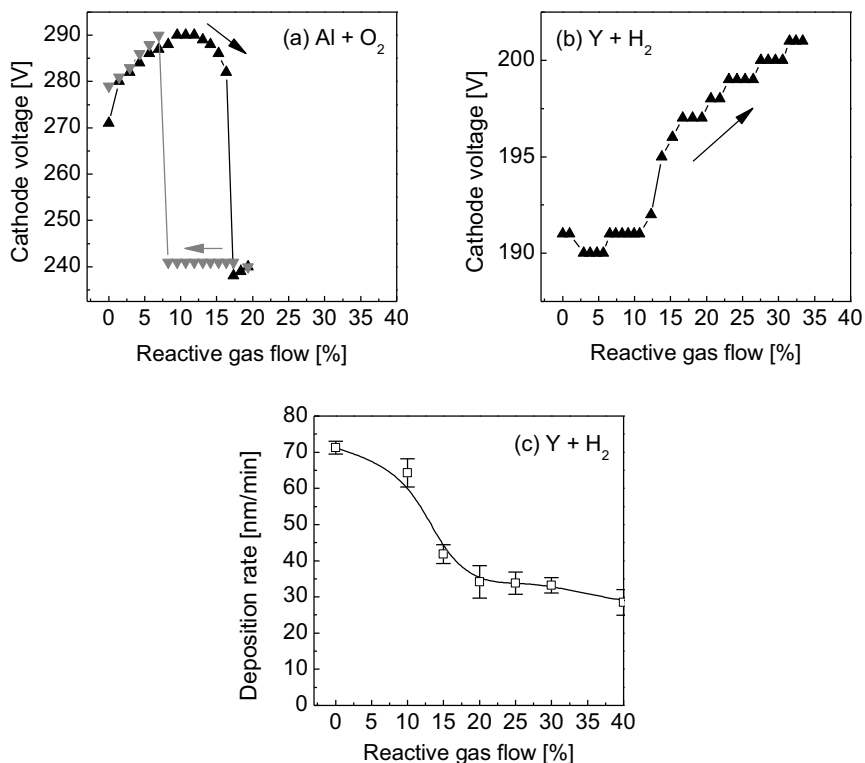 (a) Al + O₂
Cathode voltage [V]
290
280
270
260
250
240
0 5 10 15 20 25 30 35 40
Reactive gas flow [%]
(b) Y + H₂
Cathode voltage [V]
200
195
190
0 5 10 15 20 25 30 35 40
Reactive gas flow [%]
(c) Y + H₂
Deposition rate [nm/min]
80
70
60
50
40
30
20
10
0
0 5 10 15 20 25 30 35 40
Reactive gas flow [%]